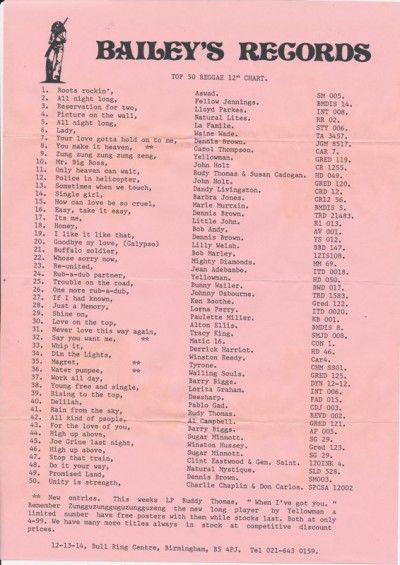 BAILEY'S RECORDS
TOP 50 REGGAE 12" CHART.
1. Roots rockin', Aswad. SM 005.
2. All night long, Fellow Jennings. BMDIS 14.
3. Reservation for two, Lloyd Parkes. INT 008.
4. Picture on the wall, Natural Lites. RR 02.
5. All night long, La Famile. STY 006.
6. Lady, Maine Wade. TA 3457.
7. Your love gotta hold on to me, Dennis Brown. JGM 8517.
8. You make it heaven, ** Carol Thompson. CAR 7.
9. Zung zung zung zung zeng, Yellowman. GRED 119.
10. Mr. Big Boss, John Holt CR 1255.
11. Only heaven can wait, Rudy Thomas & Susan Cadogan. HD 049.
12. Police in helicopter, John Holt. GRED 120.
13. Sometimes when we touch, Dandy Livingston. CRD 12.
14. Single girl, Barbra Jones. CRI2 56.
15. How can love be so cruel, Marie Murrain. BMDIS 5.
16. Easy, take it easy, Dennis Brown. TRD 21483.
17. Its me, Little John. R1 013.
18. Honey, Bob Andy. AV 001.
19. I like it like that, Dennis Brown. YS 012.
20. Goodbye my love, (Calypso) Lilly Welsh. BBD 147.
21. Buffalo soldier, Bob Marley. 12IS108.
22. Whose sorry now, Mighty Diamonds. MM 69.
23. Re-united, Jean Adebambo. ITD 0018.
24. Rub-a-dub partner, Yellowman. HD 050.
25. Trouble on the road, Bunny Wailer. BWD 017.
26. One more rub-a-dub, Johnny Osbourne. TRD 1583.
27. If I had known, Ken Boothe. Gred 122.
28. Just a Memory, Lorna Perry. ITD 0020.
29. Shine on, Paulette Miller. KB 001.
30. Love on the top, Alton Ellis. BMDIS 8.
31. Never love this way again, Tracy King. SMJD 008.
32. Say you want me, ** Matic 16. CON 1.
33. Whip it, Derrick Harriot. HD 46.
34. Dim the lights, Winston Reedy. Car4.
35. Magret, ** Tyrone. CHM SS01.
36. Water pumpee, ** Wailing Souls. GRED 125.
37. Work all day, Barry Biggs. DYN 12-12.
38. Young free and single, Lorita Graham. INT 006.
39. Rising to the top, Deesharp. FAD 015.
40. Delilah, Pablo Gad. CDJ 003.
41. Rain from the sky, Rudy Thomas. REVD 002.
42. All kind of people, Al Campbell. GRED 121.
43. For the love of you, Barry Biggs. AF 005.
44. High up above, Sugar Minnott. SG 29.
45. Joe Grine last night, Winston Hussey. Gred 123.
46. High up above, Sugar Minnott. SG 29.
47. Stop that train, Clint Eastwood & Gen. Saint. 12OINK 4.
48. Do it your way, Natural Mystique. SLD 528.
49. Promised Land, Dennis Brown. SM003.
50. Unity is strength, Charlie Chaplin & Don Carlos. SPCSA 12002
** New entries. This weeks LP Ruddy Thomas, " When I've got you. "
Remember Zungguzungguguzungguzeng the new long player by Yellowman a
limited number have free posters with them while stocks last. Both at only
4-99. We have many more titles always in stock at competitive discount
prices.
12-13-14, Bull Ring Centre, Birmingham, B5 4PJ. Tel 021-643 0159.